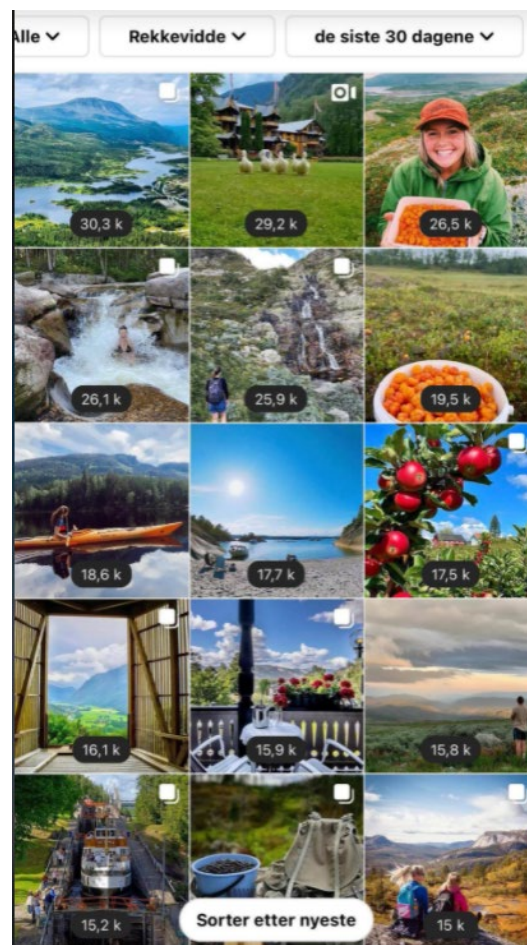 Alle
Rekkevidde
de siste 30 dagene
30,3 k
29,2 k
26,5 k
26,1 k
25,9 k
19,5 k
18,6 k
17,7 k
17,5 k
16,1 k
15,9 k
15,8 k
15,2 k
15 k
Sorter etter nyeste